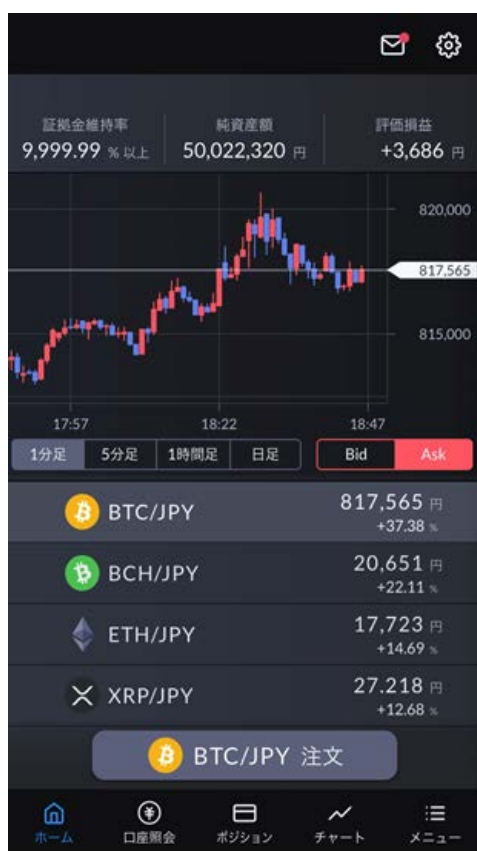 証拠金維持率 純資産額 評価損益
9,999.99 % 以上 50,022,320 円 +3,686 円
820,000
817,565
815,000
17:57 18:22 18:47
1分足 5分足 1時間足 日足 Bid Ask
BTC/JPY 817,565 円
+37.38 %
BCH/JPY 20,651 円
+22.11 %
ETH/JPY 17,723 円
+14.69 %
XRP/JPY 27.218 円
+12.68 %
BTC/JPY 注文
ホーム 口座照会 ポジション チャート メニュー